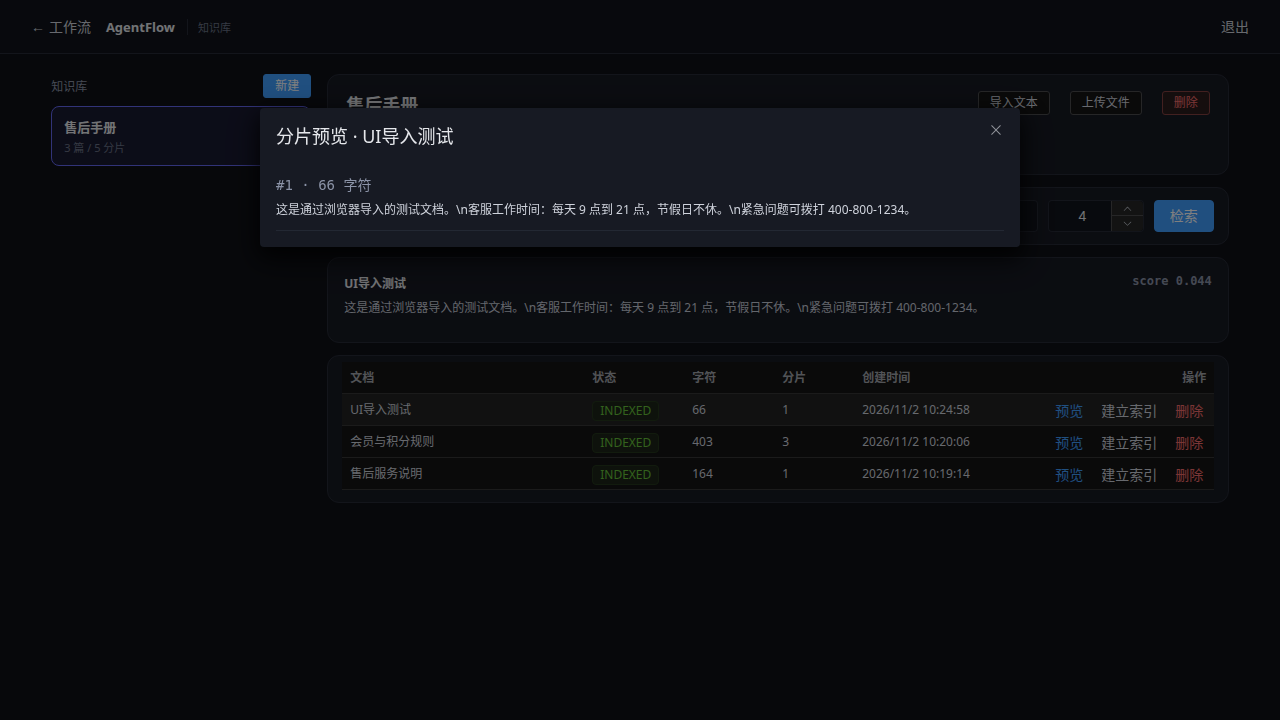 ← 工作流 AgentFlow 知识库 退出
知识库 新建
售后手册
3 篇 / 5 分片
售后手册 导入文本 上传文件 删除
分片预览 · UI导入测试
#1 · 66 字符
这是通过浏览器导入的测试文档。\n客服工作时间：每天 9 点到 21 点，节假日不休。\n紧急问题可拨打 400-800-1234。
4 检索
UI导入测试 score 0.044
这是通过浏览器导入的测试文档。\n客服工作时间：每天 9 点到 21 点，节假日不休。\n紧急问题可拨打 400-800-1234。
文档 状态 字符 分片 创建时间 操作
UI导入测试 INDEXED 66 1 2026/11/2 10:24:58 预览 建立索引 删除
会员与积分规则 INDEXED 403 3 2026/11/2 10:20:06 预览 建立索引 删除
售后服务说明 INDEXED 164 1 2026/11/2 10:19:14 预览 建立索引 删除